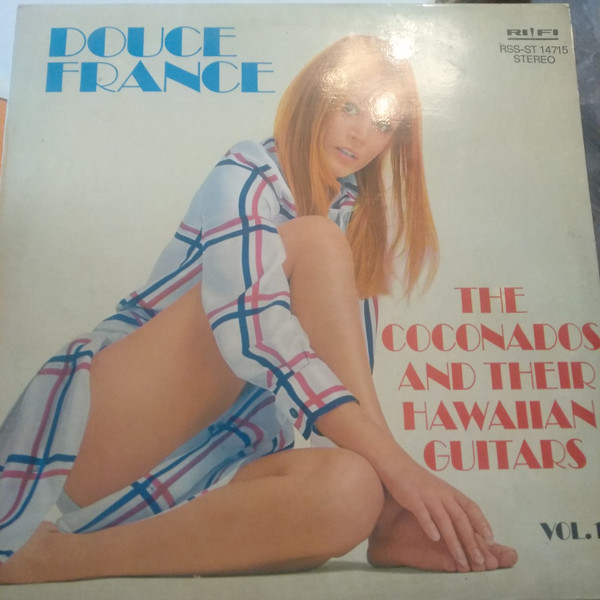 DOUCE
FRANCE
RI!FI
RSS-ST 14715
STEREO
THE
COCONADOS
AND THEIR
HAWAIIAN
GUITARS
VOL. 1